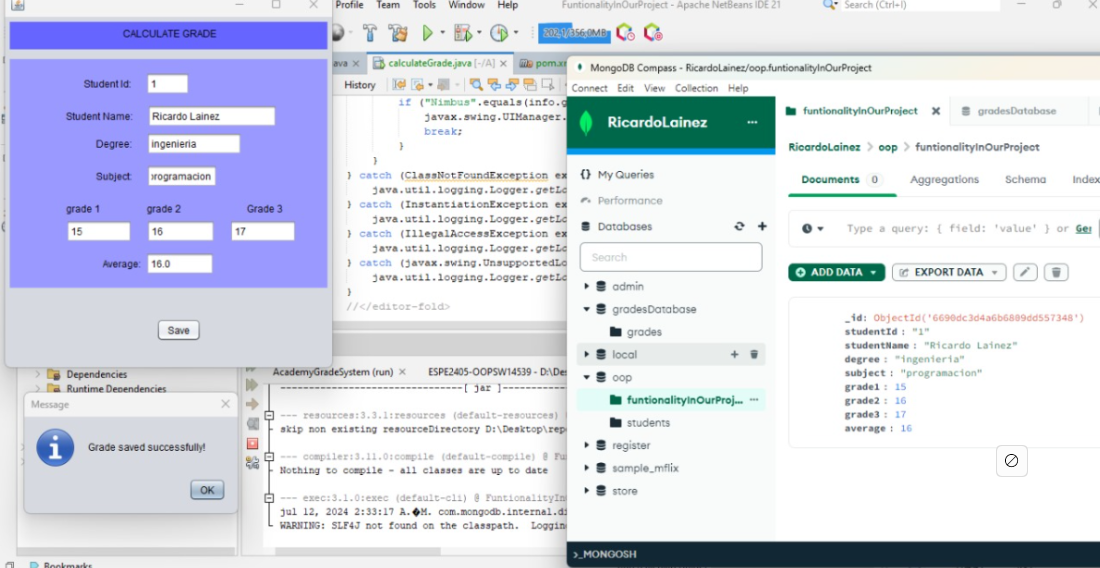 CALCULATE GRADE
Student Id: 1
Student Name: Ricardo Lainez
Degree: ingenieria
Subject: programacion
grade 1 grade 2 Grade 3
15 16 17
Average: 16.0
Save
Dependencies
Runtime Dependencies
Message
Grade saved successfully!
OK
Bookmarks
Profile Team Tools Window Help FuntionalityInOurProject - Apache NetBeans IDE 21 Search (Ctrl+I)
202,1/356,0MB
ava calculateGrade.java [-/A] pom.xm
History
if ("Nimbus".equals(info.g
javax.swing.UIManager.
break;
}
}
} catch (ClassNotFoundException ex
java.util.logging.Logger.getLo
} catch (InstantiationException ex
java.util.logging.Logger.getLo
} catch (IllegalAccessException ex
java.util.logging.Logger.getLo
} catch (javax.swing.UnsupportedLo
java.util.logging.Logger.getLo
}
//</editor-fold>
AcademyGradeSystem (run) ESPE2405-OOPSW14539 - D:\Des
[ jar ]
--- resources:3.3.1:resources (default-resources)
skip non existing resourceDirectory D:\Desktop\rep
--- compiler:3.11.0:compile (default-compile) @ Fu
Nothing to compile - all classes are up to date
--- exec:3.1.0:exec (default-cli) @ FuntionalityIn
jul 12, 2024 2:33:17 A.�M. com.mongodb.internal.di
WARNING: SLF4J not found on the classpath. Loggin
MongoDB Compass - RicardoLainez/oop.funtionalityInOurProject
Connect Edit View Collection Help
RicardoLainez
My Queries
Performance
Databases
Search
admin
gradesDatabase
grades
local
oop
funtionalityInOurProj...
students
register
sample_mflix
store
>_MONGOSH
funtionalityInOurProject gradesDatabase
RicardoLainez > oop > funtionalityInOurProject
Documents 0 Aggregations Schema Index
Type a query: { field: 'value' } or Ge
ADD DATA EXPORT DATA
_id: ObjectId('6690dc3d4a6b6809dd557348')
studentId : "1"
studentName : "Ricardo Lainez"
degree : "ingenieria"
subject : "programacion"
grade1 : 15
grade2 : 16
grade3 : 17
average : 16